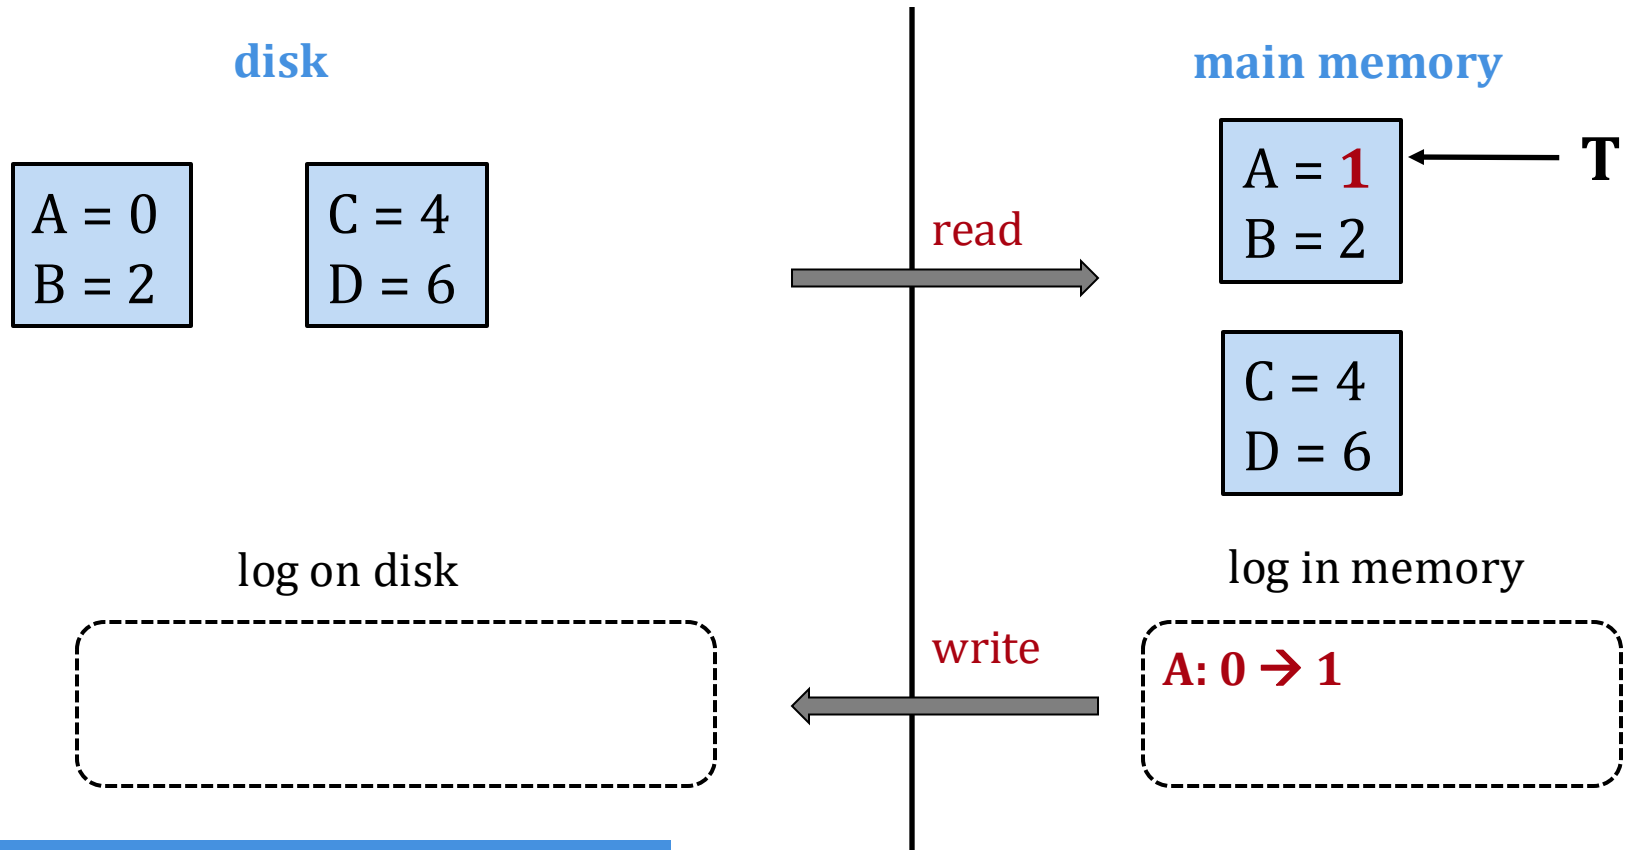 disk
main memory
A = 0
B = 2
C = 4
D = 6
read
A = 1
B = 2
T
C = 4
D = 6
log on disk
log in memory
write
A: 0 → 1